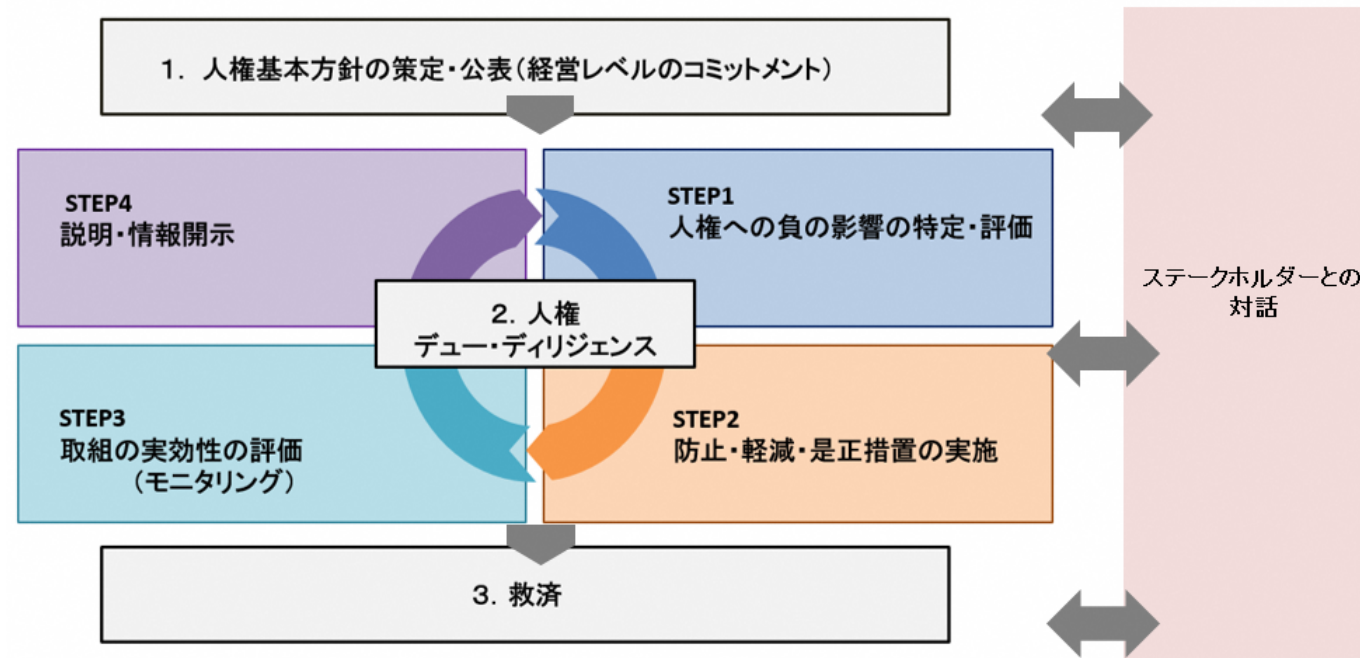 1. 人権基本方針の策定・公表(経営レベルのコミットメント)
STEP4
説明・情報開示
STEP1
人権への負の影響の特定・評価
2. 人権
デュー・ディリジェンス
STEP3
取組の実効性の評価
(モニタリング)
STEP2
防止・軽減・是正措置の実施
3. 救済
ステークホルダーとの
対話